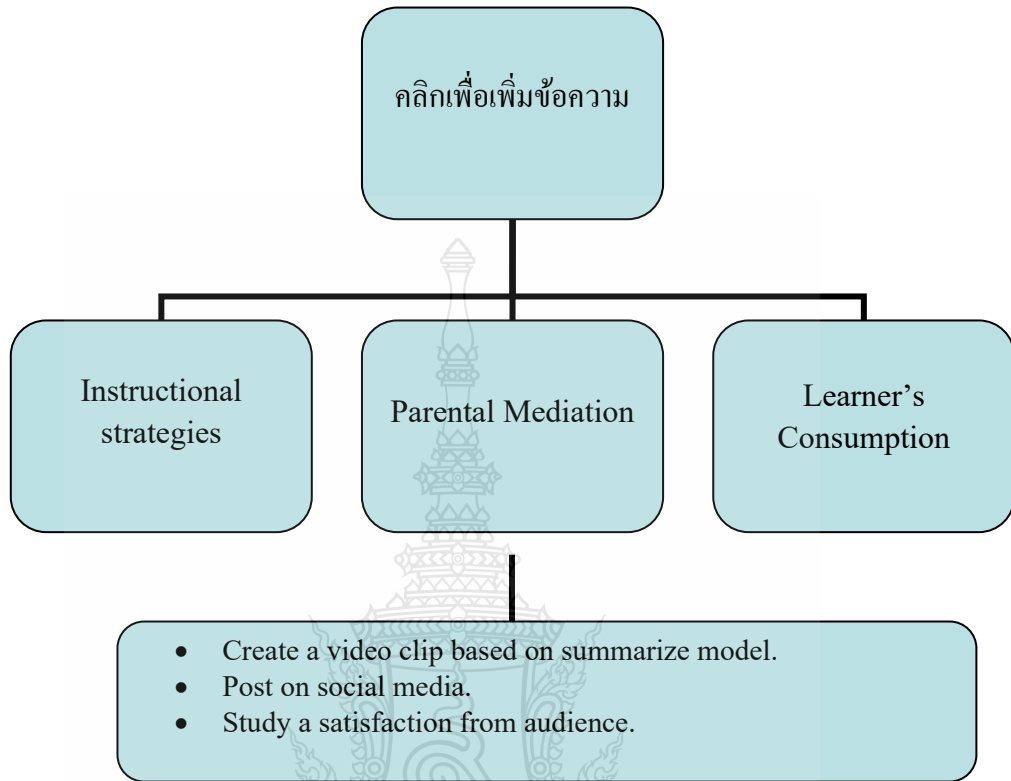 คลิกเพื่อเพิ่มข้อความ
Instructional
strategies
Parental Mediation
Learner’s
Consumption
• Create a video clip based on summarize model.
• Post on social media.
• Study a satisfaction from audience.